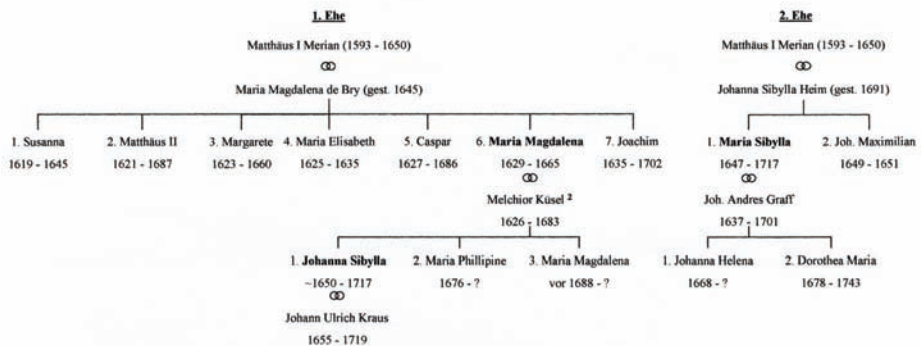 1. Ehe
Matthäus I Merian (1593 - 1650)
Maria Magdalena de Bry (gest. 1645)
1. Susanna
1619 - 1645
2. Matthäus II
1621 - 1687
3. Margarete
1623 - 1660
4. Maria Elisabeth
1625 - 1635
5. Caspar
1627 - 1686
6. Maria Magdalena
1629 - 1665
Melchior Küsel ²
1626 - 1683
7. Joachim
1635 - 1702
1. Johanna Sibylla
~1650 - 1717
Johann Ulrich Kraus
1655 - 1719
2. Maria Phillipine
1676 - ?
3. Maria Magdalena
vor 1688 - ?
2. Ehe
Matthäus I Merian (1593 - 1650)
Johanna Sibylla Heim (gest. 1691)
1. Maria Sibylla
1647 - 1717
Joh. Andres Graff
1637 - 1701
2. Joh. Maximilian
1649 - 1651
1. Johanna Helena
1668 - ?
2. Dorothea Maria
1678 - 1743